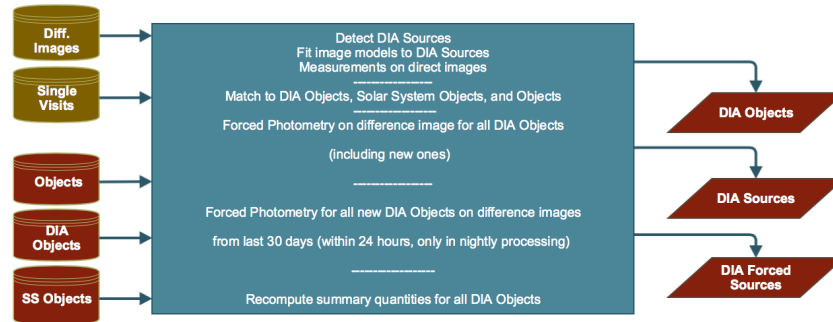 Diff.
Images
Single
Visits
Objects
DIA
Objects
SS Objects
Detect DIA Sources
Fit image models to DIA Sources
Measurements on direct images
------------------
Match to DIA Objects, Solar System Objects, and Objects
-------------------
Forced Photometry on difference image for all DIA Objects
(including new ones)
------------------
Forced Photometry for all new DIA Objects on difference images
from last 30 days (within 24 hours, only in nightly processing)
-------------------
Recompute summary quantities for all DIA Objects
DIA Objects
DIA Sources
DIA Forced
Sources